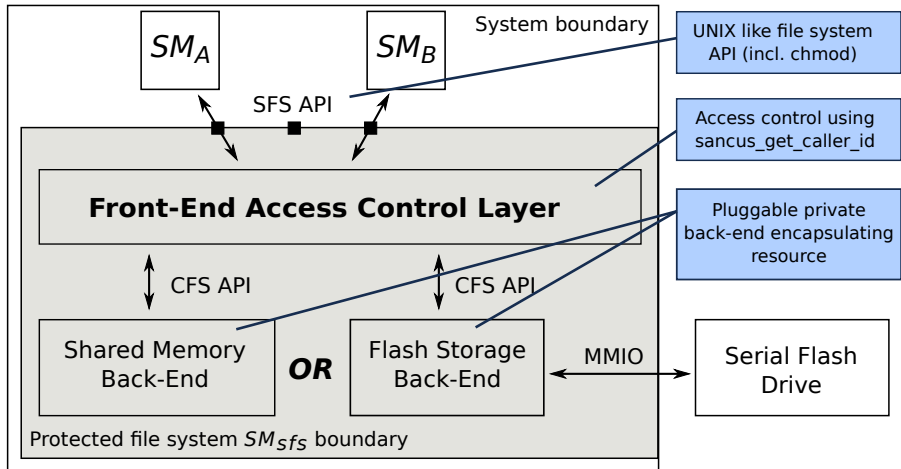 System boundary
SM_A
SM_B
UNIX like file system
API (incl. chmod)
SFS API
Access control using
sancus_get_caller_id
Front-End Access Control Layer
Pluggable private
back-end encapsulating
resource
CFS API
CFS API
Shared Memory
Back-End
OR
Flash Storage
Back-End
MMIO
Serial Flash
Drive
Protected file system SM_sfs boundary